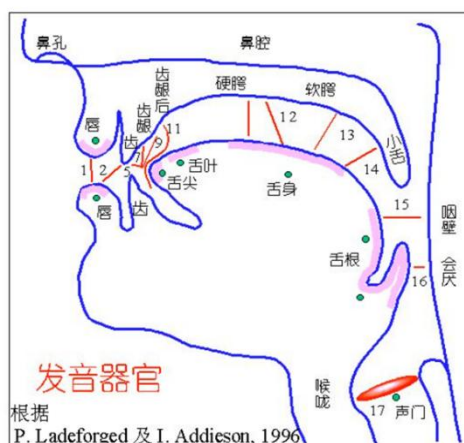 鼻孔
鼻腔
硬腭
软腭
齿龈后
齿龈
齿
唇
小舌
1
2
5
7
9
11
12
13
14
15
16
17
舌叶
舌尖
舌身
舌根
齿
唇
咽壁
会厌
喉咙
声门
发音器官
根据
P. Ladeforged 及 I. Addieson, 1996